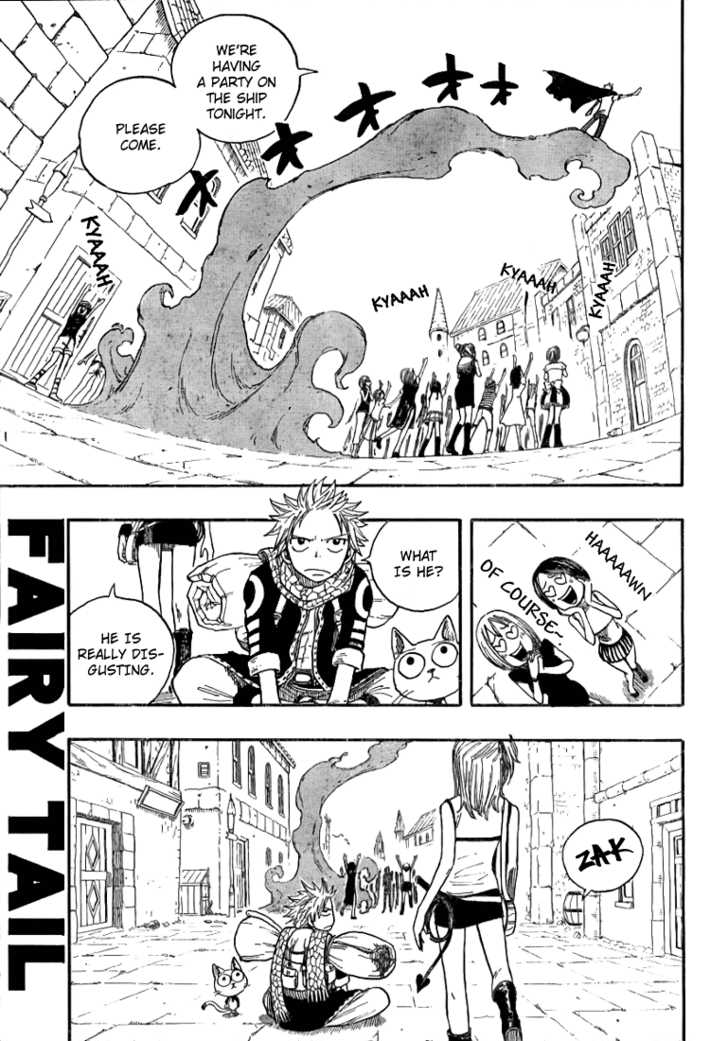 WE'RE
HAVING
A PARTY ON
THE SHIP
TONIGHT.
PLEASE
COME.
KYAAAH
KYAAAH
KYAAAH
KYAAAH
HAAAAAWN
OF COURSE~
WHAT
IS HE?
HE IS
REALLY DIS-
GUSTING.
ZAK
FAIRY TAIL